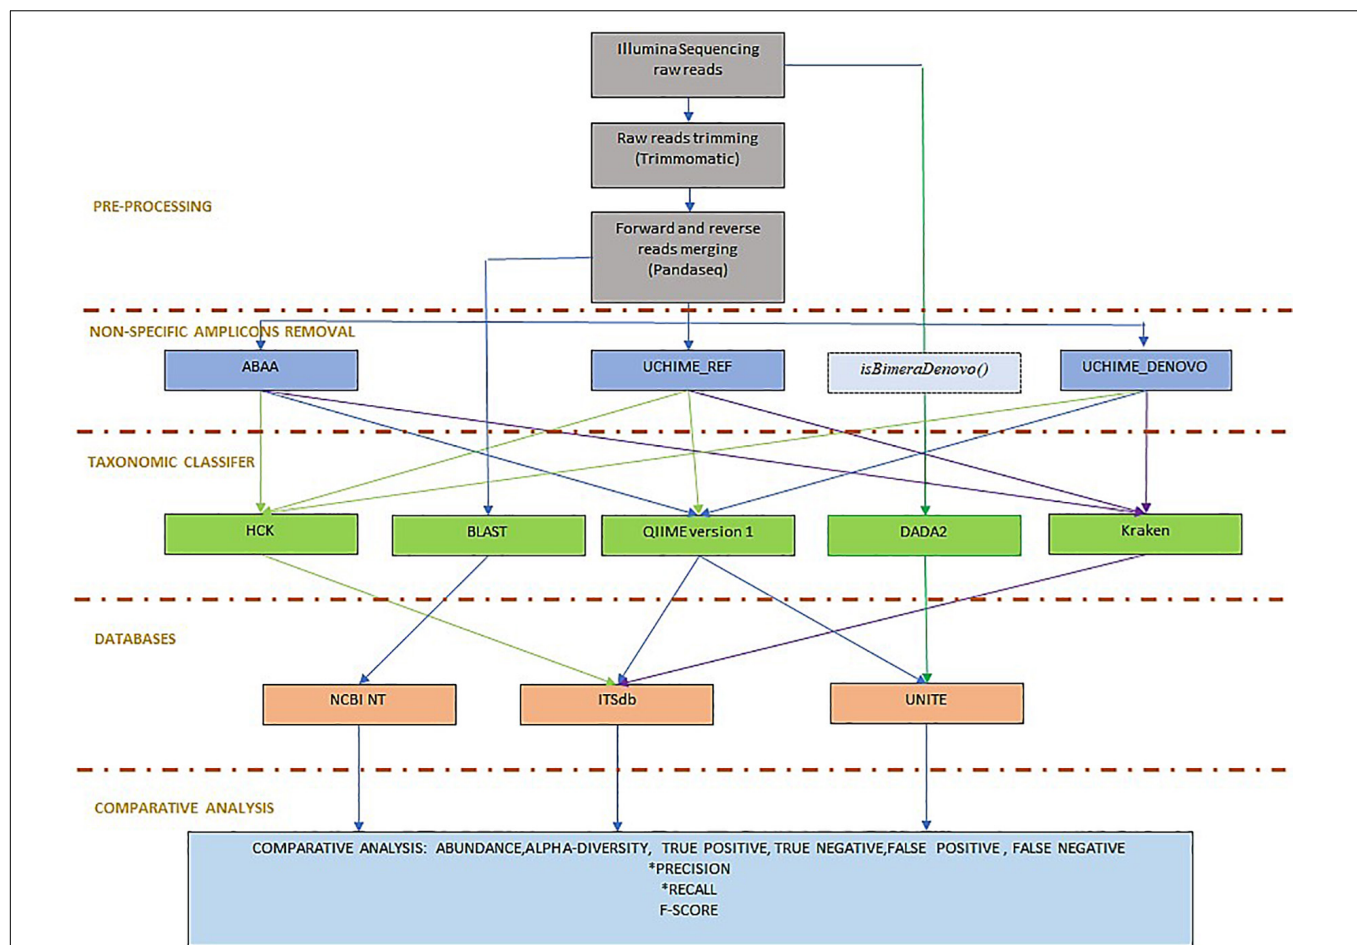 Illumina Sequencing
raw reads
Raw reads trimming
(Trimmomatic)
PRE-PROCESSING
Forward and reverse
reads merging
(Pandaseq)
NON-SPECIFIC AMPLICONS REMOVAL
ABAA
UCHIME_REF
isBimeraDenovo()
UCHIME_DENOVO
TAXONOMIC CLASSIFER
HCK
BLAST
QIIME version 1
DADA2
Kraken
DATABASES
NCBI NT
ITSdb
UNITE
COMPARATIVE ANALYSIS
COMPARATIVE ANALYSIS: ABUNDANCE,ALPHA-DIVERSITY, TRUE POSITIVE, TRUE NEGATIVE,FALSE POSITIVE , FALSE NEGATIVE
*PRECISION
*RECALL
F-SCORE